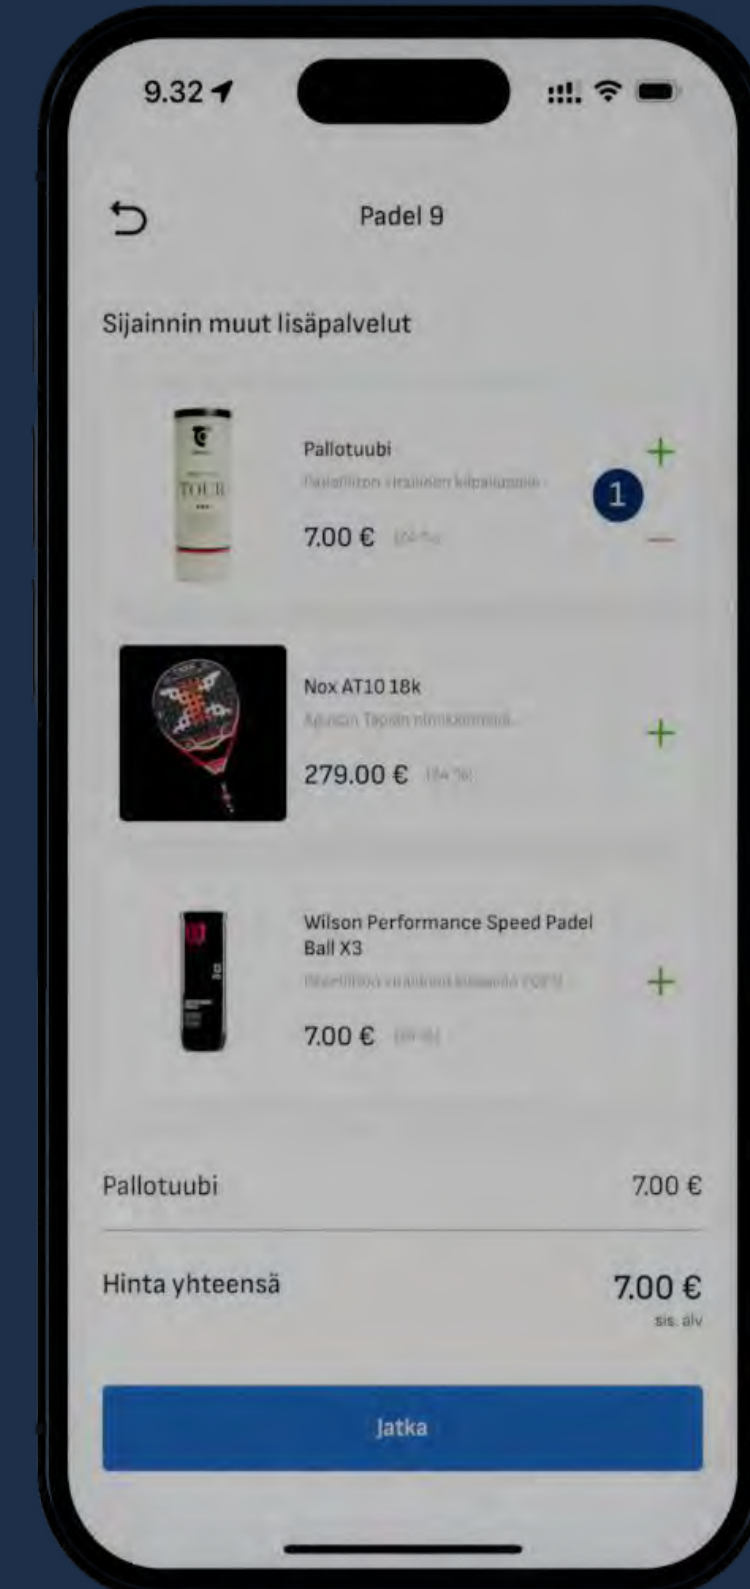 9.32
Padel 9
Sijainnin muut lisäpalvelut
TOUR
Pallotuubi
1
7.00 €
Nox AT10 18k
279.00 € (24 %)
Wilson Performance Speed Padel
Ball X3
7.00 €
Pallotuubi 7.00 €
Hinta yhteensä 7.00 €
sis. alv
Jatka